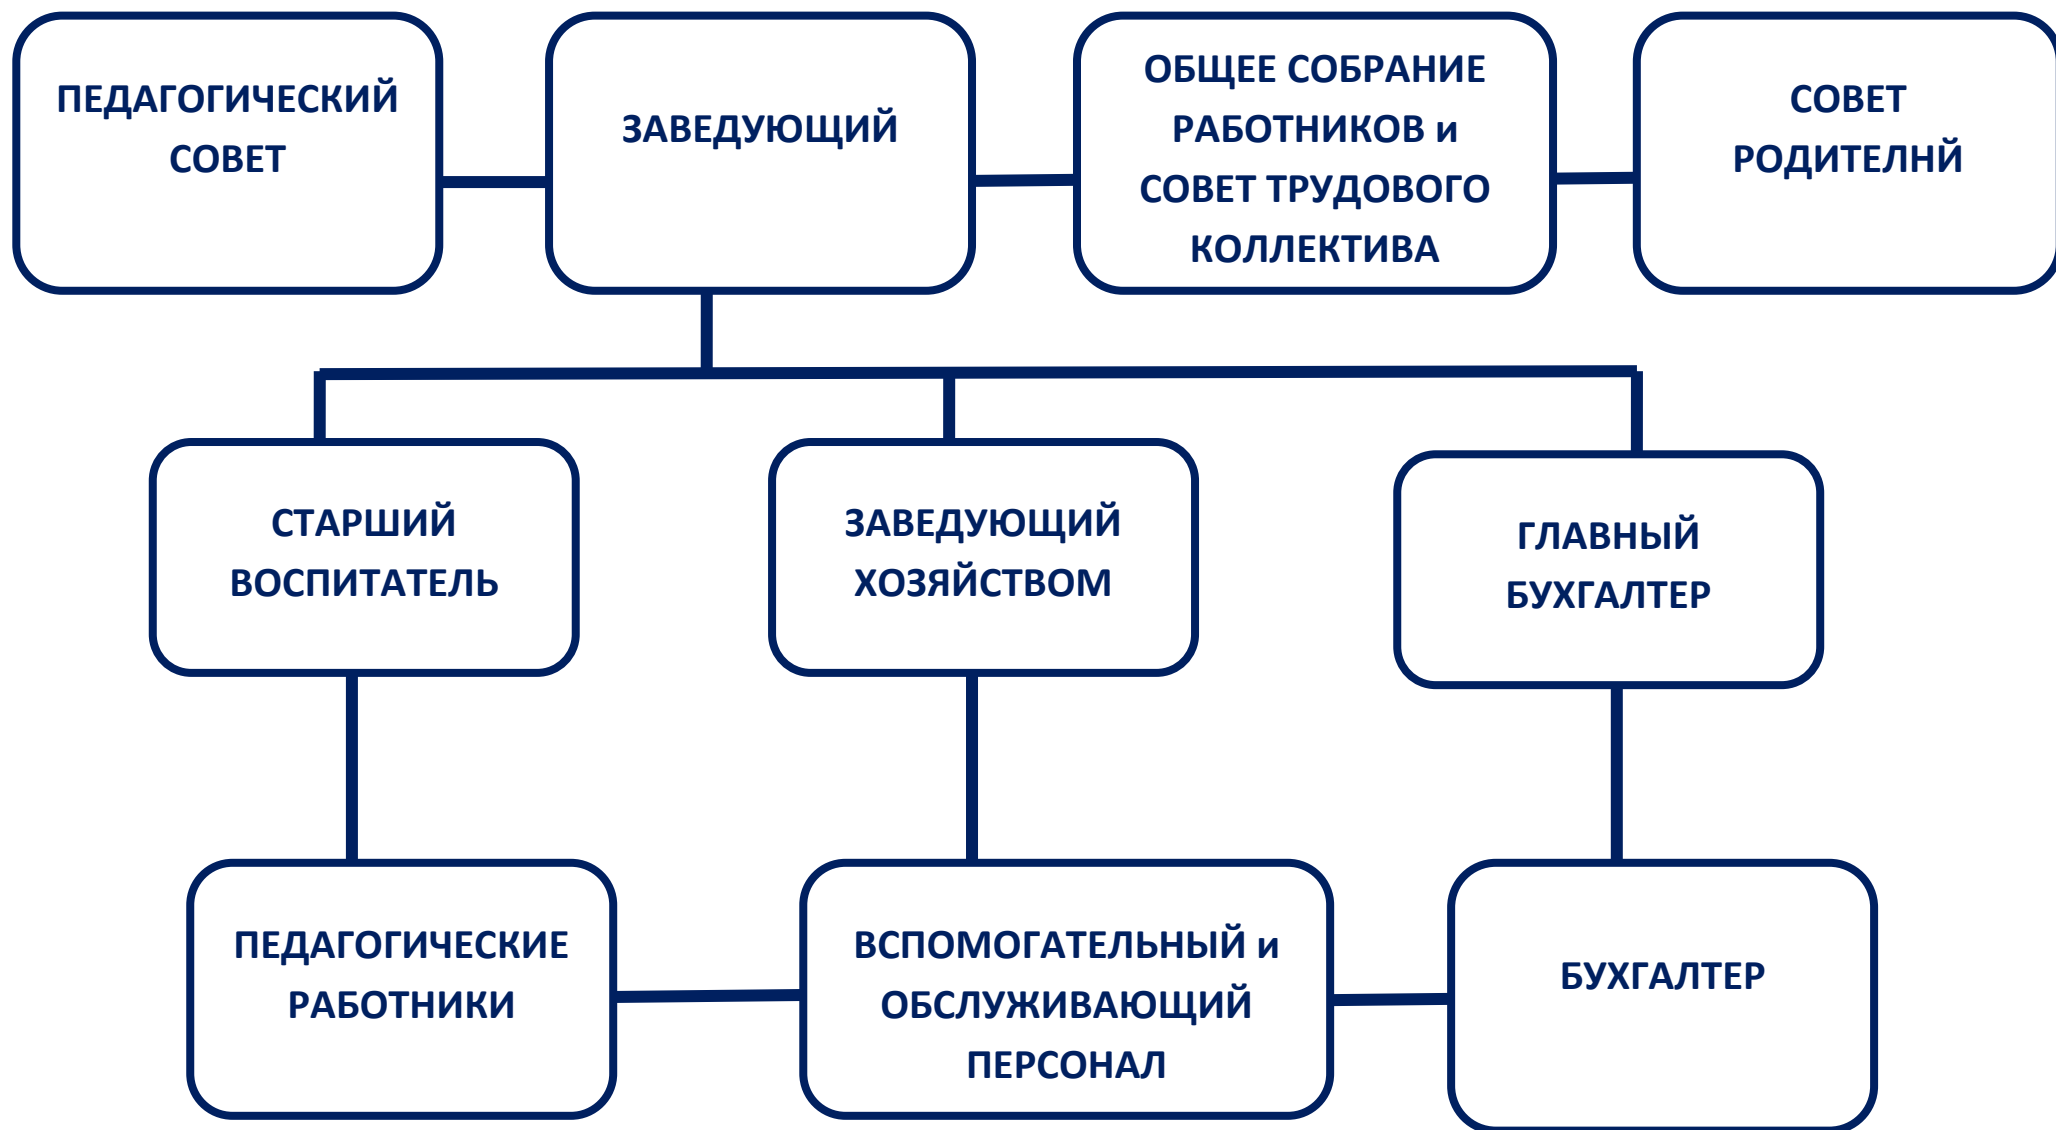 ПЕДАГОГИЧЕСКИЙ
СОВЕТ
ЗАВЕДУЮЩИЙ
ОБЩЕЕ СОБРАНИЕ
РАБОТНИКОВ и
СОВЕТ ТРУДОВОГО
КОЛЛЕКТИВА
СОВЕТ
РОДИТЕЛНЙ
СТАРШИЙ
ВОСПИТАТЕЛЬ
ЗАВЕДУЮЩИЙ
ХОЗЯЙСТВОМ
ГЛАВНЫЙ
БУХГАЛТЕР
ПЕДАГОГИЧЕСКИЕ
РАБОТНИКИ
ВСПОМОГАТЕЛЬНЫЙ и
ОБСЛУЖИВАЮЩИЙ
ПЕРСОНАЛ
БУХГАЛТЕР